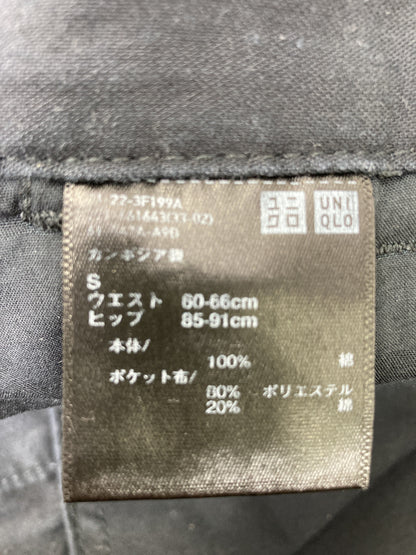 22-3F199A
ユニ
クロ
UNI
QLO
カンボジア製
S
ウエスト 60-66cm
ヒップ 85-91cm
本体/
100% 綿
ポケット布/
80% ポリエステル
20% 綿